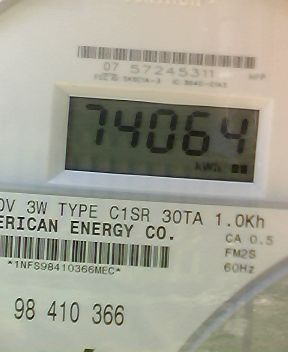 07 57245311
74064
kWh
0V 3W TYPE C1SR 30TA 1.0Kh
ERICAN ENERGY CO.
CA 0.5
FM2S
*1NFS98410366MEC*
60Hz
98 410 366